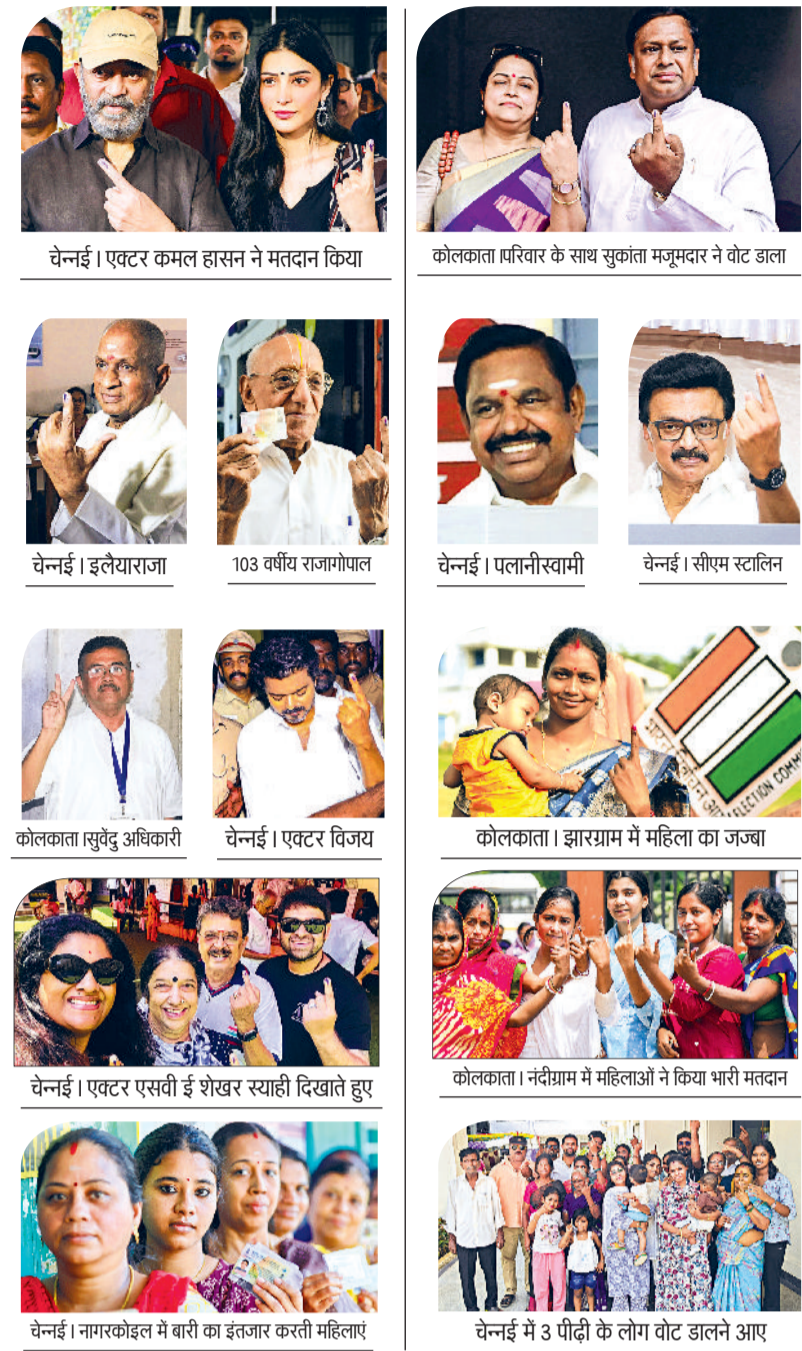 चेन्नई । एक्टर कमल हासन ने मतदान किया
कोलकाता ।परिवार के साथ सुकांता मजूमदार ने वोट डाला
चेन्नई । इलैयाराजा
103 वर्षीय राजागोपाल
चेन्नई । पलानीस्वामी
चेन्नई । सीएम स्टालिन
कोलकाता ।सुवेंदु अधिकारी
चेन्नई । एक्टर विजय
ELECTION COMM
कोलकाता । झारग्राम में महिला का जज्बा
चेन्नई । एक्टर एसवी ई शेखर स्याही दिखाते हुए
कोलकाता । नंदीग्राम में महिलाओं ने किया भारी मतदान
चेन्नई । नागरकोइल में बारी का इंतजार करती महिलाएं
चेन्नई में 3 पीढ़ी के लोग वोट डालने आए